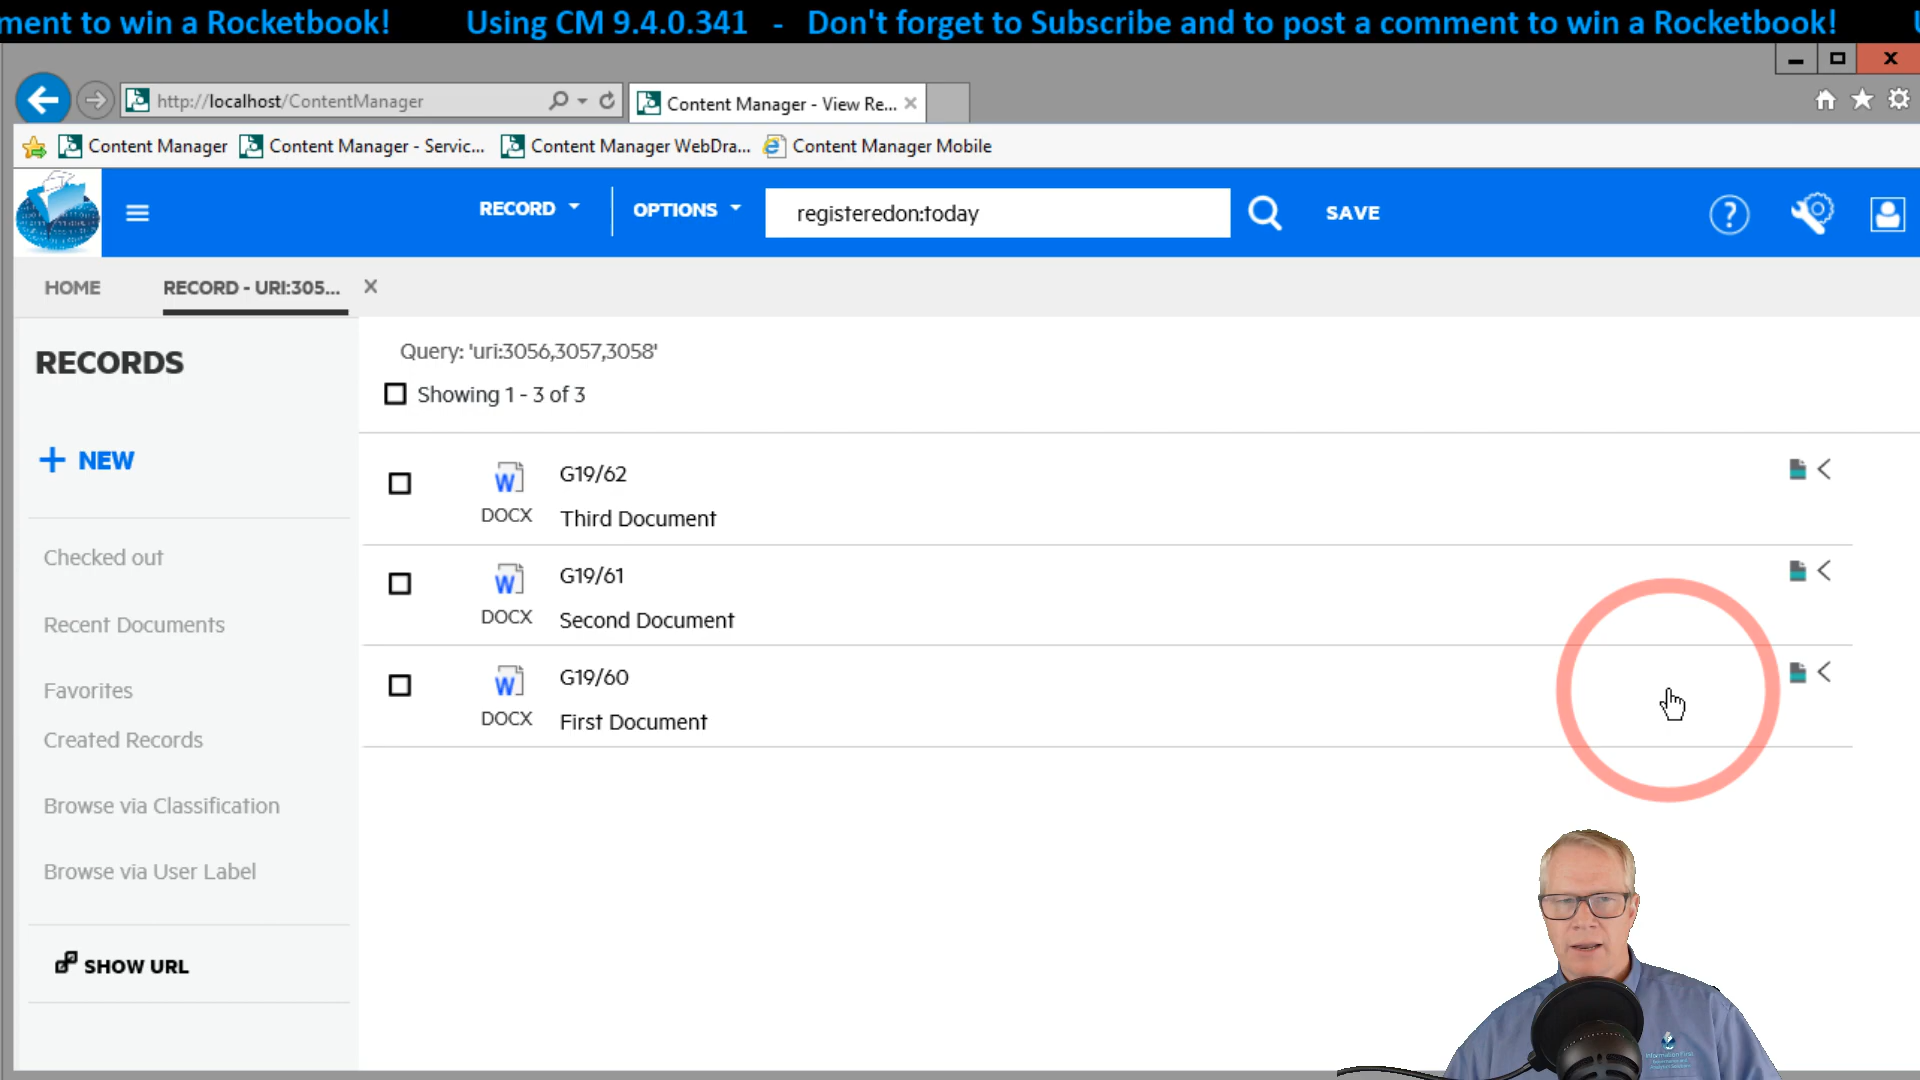 ment to win a Rocketbook! Using CM 9.4.0.341 - Don't forget to Subscribe and to post a comment to win a Rocketbook!
http://localhost/ContentManager
Content Manager - View Re...
Content Manager
Content Manager - Servic...
Content Manager WebDra...
Content Manager Mobile
RECORD
OPTIONS
registeredon:today
SAVE
HOME
RECORD - URI:305...
RECORDS
+ NEW
Checked out
Recent Documents
Favorites
Created Records
Browse via Classification
Browse via User Label
SHOW URL
Query: 'uri:3056,3057,3058'
Showing 1 - 3 of 3
G19/62
DOCX
Third Document
G19/61
DOCX
Second Document
G19/60
DOCX
First Document
Information First